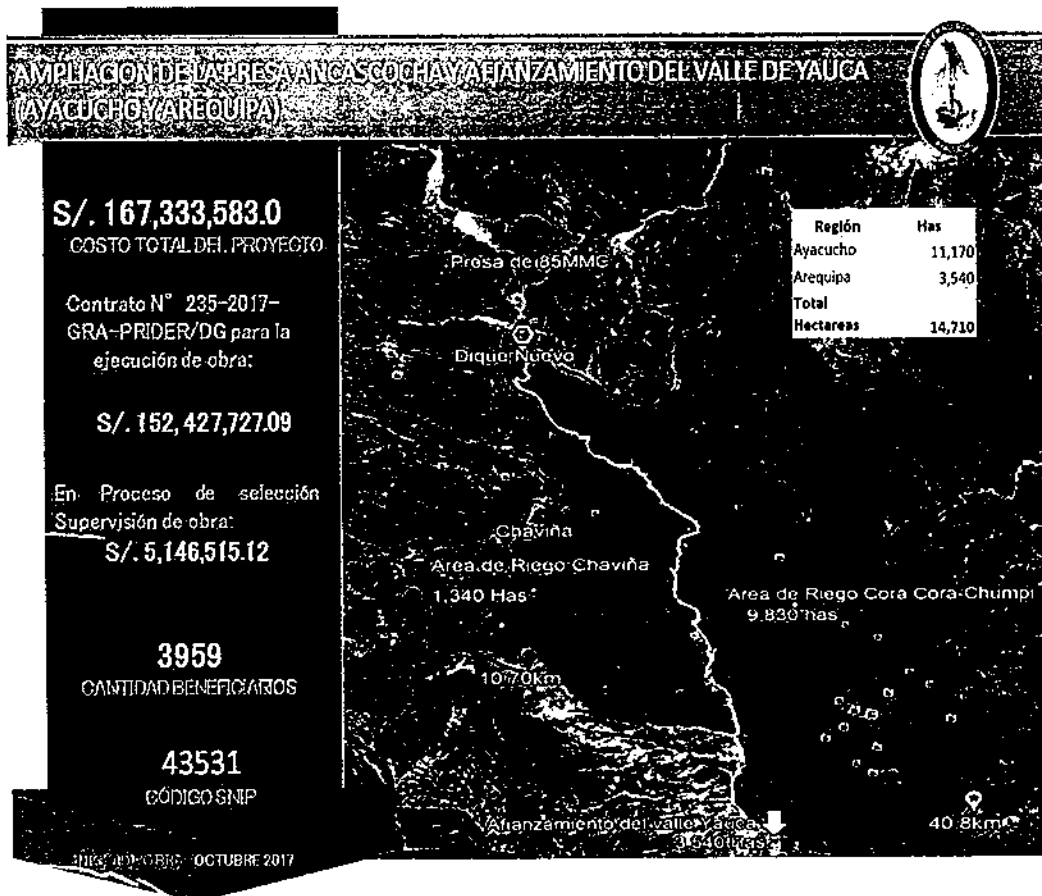 AMPLIACION DE LA PRESA ANCASCOCHA Y AFIANZAMIENTO DEL VALLE DE YAUCA
(AYACUCHO Y AREQUIPA)
S/. 167,333,583.0
COSTO TOTAL DEL PROYECTO
Contrato N° 235-2017-
GRA-PRIDER/DG para la
ejecución de obra:
S/. 152,427,727.09
En Proceso de selección
Supervisión de obra:
S/. 5,146,515.12
3959
CANTIDAD BENEFICIARIOS
43531
CÓDIGO SNIP
OCTUBRE 2017
Presa de 85MMC
Dique Nuevo
Región Has
Ayacucho 11,170
Arequipa 3,540
Total
Hectareas 14,710
Chaviña
Area de Riego Chaviña
1,340 Has
Area de Riego Cora Cora-Chumpi
9,830 has
10.70km
Afianzamiento del valle Yauca
3,540 Has
40.8km